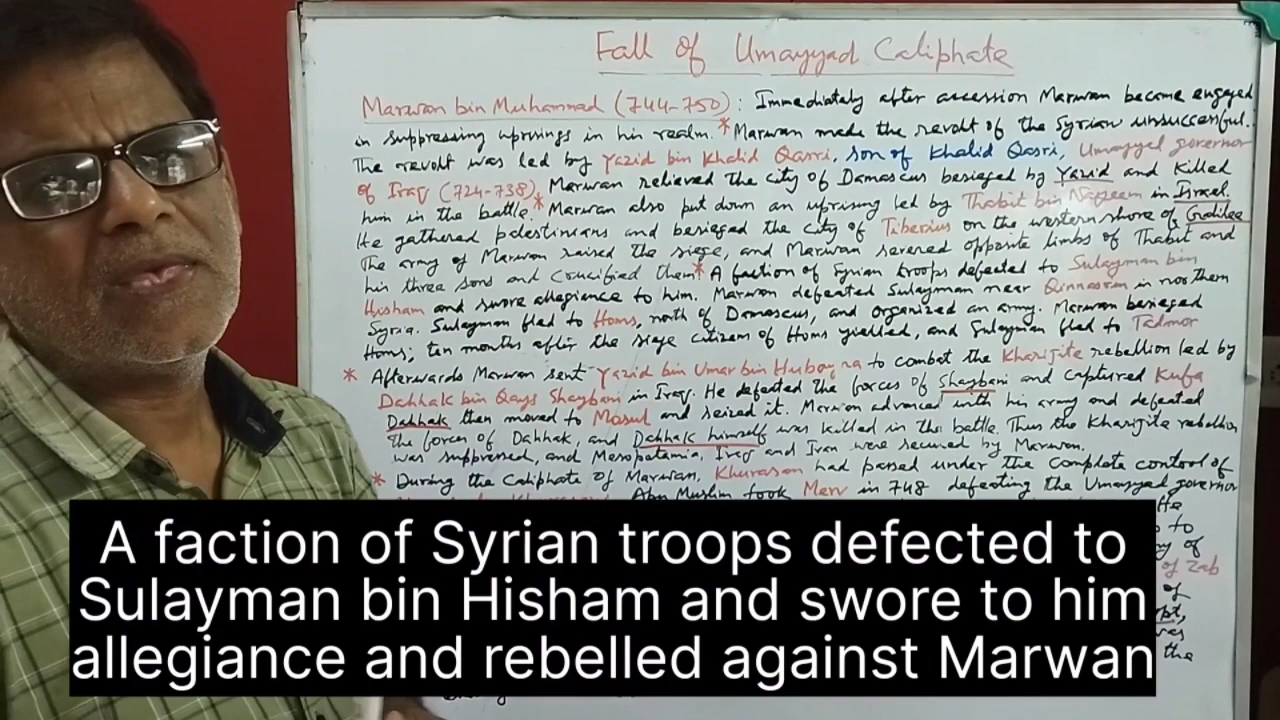 Fall of Umayyad Caliphate
Marwan bin Muhammad (744-750): Immediately after accession Marwan became engaged
in suppressing uprisings in his realm. *Marwan made the revolt of the Syrian unsuccessful.
The revolt was led by Yazid bin Khalid Qasri, son of Khalid Qasri, Umayyad governor
of Iraq (724-738). Marwan relieved the city of Damascus besiged by Yazid and killed
him in the battle. *Marwan also put down an uprising led by Thabit bin in Israel.
He gathered palestinians and besieged the city of Tiberius on the western shore of Galilee
The army of Marwan raised the siege, and Marwan severed opposite limbs of Thabit and
his three sons and crucified them. *A faction of Syrian troops defected to Sulayman bin
Hisham and swore allegiance to him. Marwan defeated Sulayman near in northern
Syria. Sulayman fled to Homs, north of Damascus, and organized an army. Marwan besieged
Homs; ten months after the siege citizen of Homs yielded, and Sulayman fled to Tadmor
* Afterwards Marwan sent Yazid bin Umar bin to combat the Kharijite rebellion led by
Dahhak bin Qays Shaybani in Iraq. He defeated the forces of Shaybani and captured Kufa
Dahhak then moved to Mosul and seized it. Marwan advanced with his army and defeated
the forces of Dahhak, and Dahhak himself was killed in the battle. Thus the Kharijite rebellion
was suppressed, and Mesopotamia, Iraq and Iran were secured by Marwan.
* During the Caliphate of Marwan, Khurasan had passed under the complete control of
Abu Muslim took Merv in 748 defeating the Umayyad governor
He
to
of
of Zab
of
was
the
A faction of Syrian troops defected to
Sulayman bin Hisham and swore to him
allegiance and rebelled against Marwan